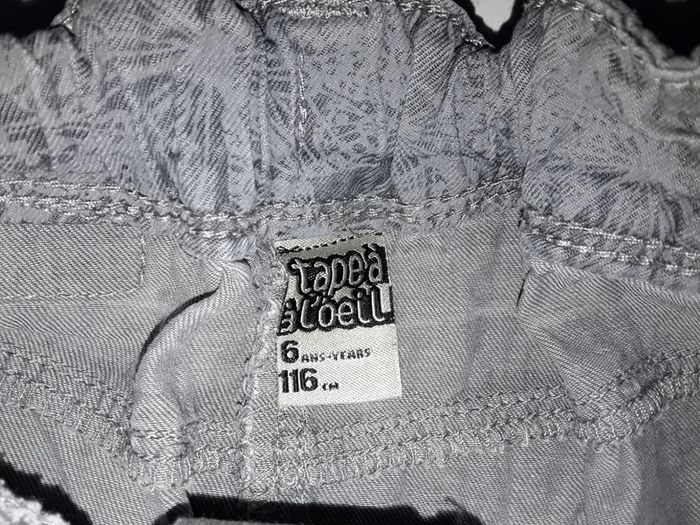 tape à
à l'oeil
6 ANS-YEARS
116 CM